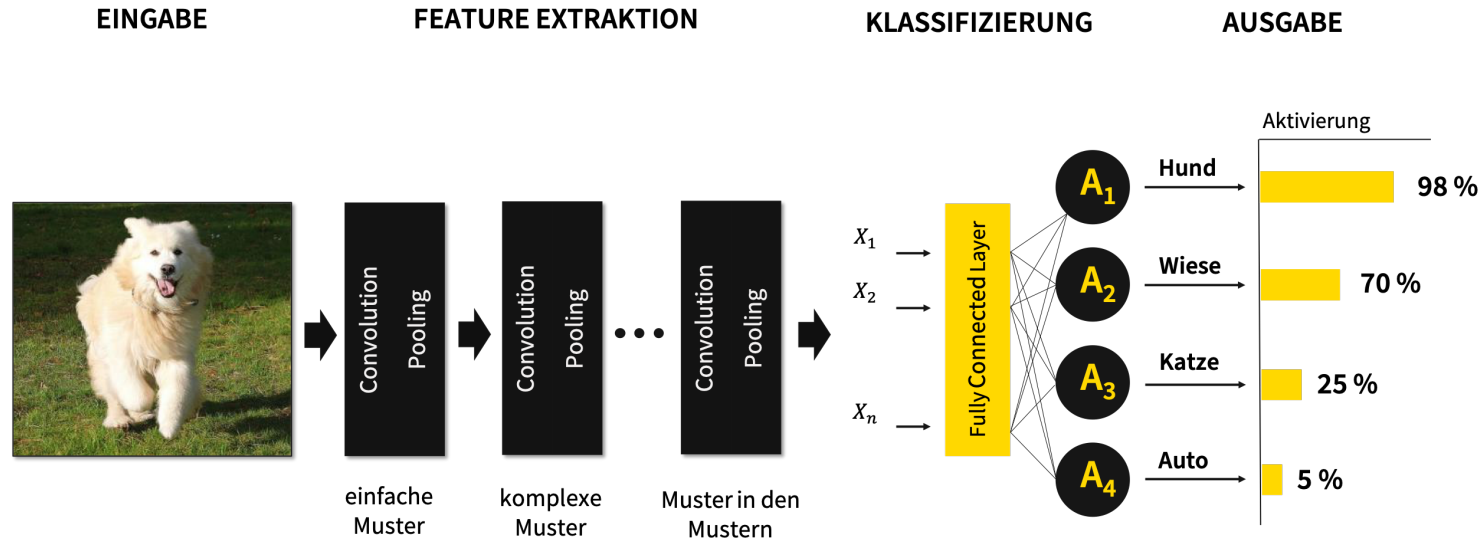 EINGABE
FEATURE EXTRAKTION
KLASSIFIZIERUNG
AUSGABE
Convolution
Pooling
einfache
Muster
Convolution
Pooling
komplexe
Muster
Convolution
Pooling
Muster in den
Mustern
X₁
X₂
Xₙ
Fully Connected Layer
A₁
A₂
A₃
A₄
Hund
Wiese
Katze
Auto
Aktivierung
98 %
70 %
25 %
5 %